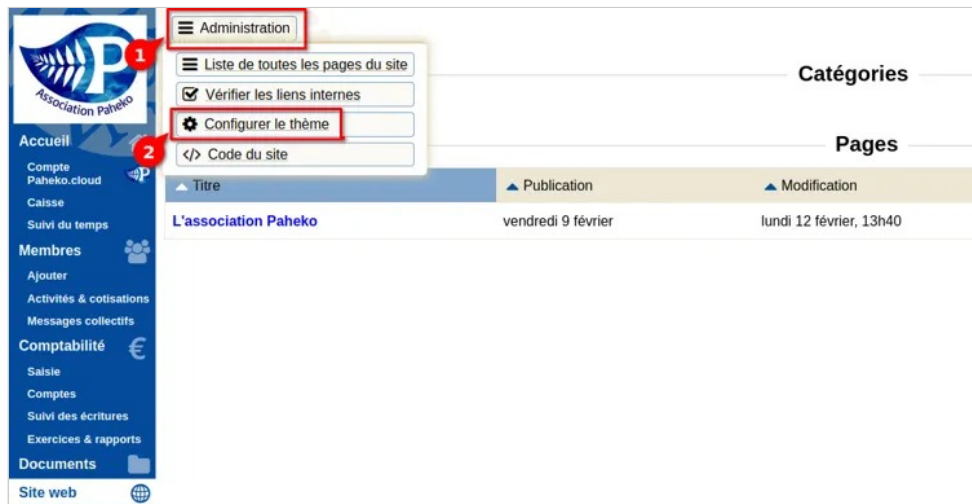 P
Association Paheko
Accueil
Compte
Paheko.cloud
P
Caisse
Suivi du temps
Membres
Ajouter
Activités & cotisations
Messages collectifs
Comptabilité
€
Saisie
Comptes
Suivi des écritures
Exercices & rapports
Documents
Site web
1
Administration
Liste de toutes les pages du site
Vérifier les liens internes
2
Configurer le thème
</> Code du site
Catégories
Pages
Titre Publication Modification
L'association Paheko vendredi 9 février lundi 12 février, 13h40